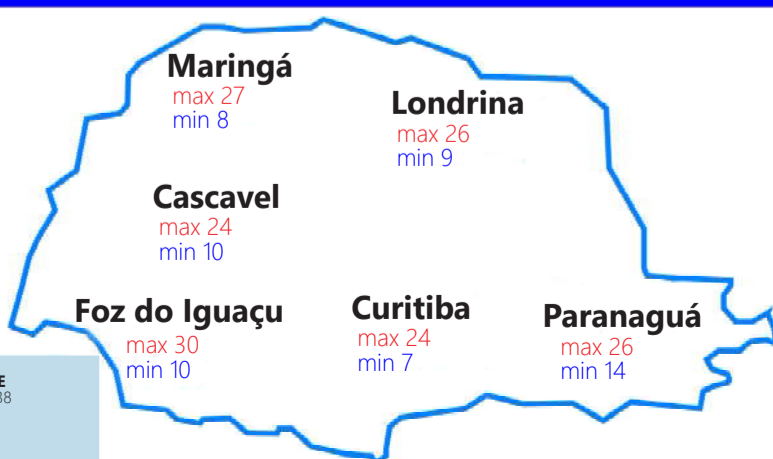 Maringá
max 27
min 8
Londrina
max 26
min 9
Cascavel
max 24
min 10
Foz do Iguaçu
max 30
min 10
Curitiba
max 24
min 7
Paranaguá
max 26
min 14